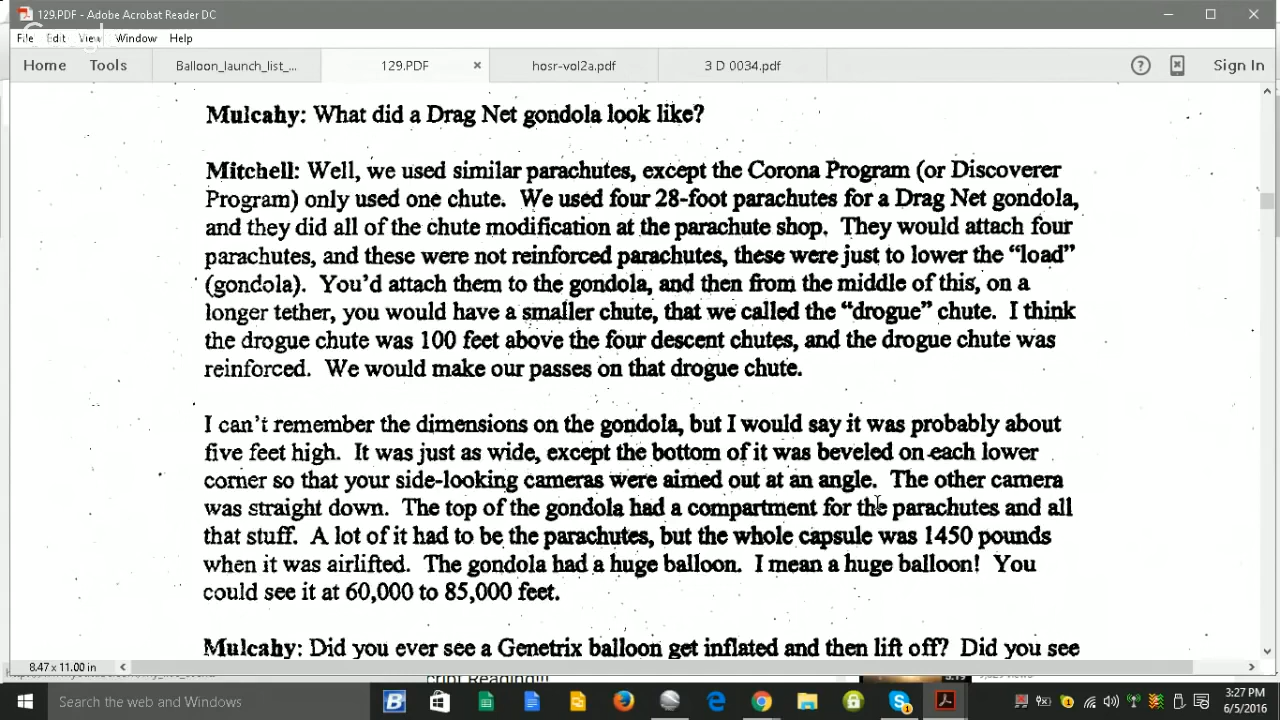 129.PDF - Adobe Acrobat Reader DC
Google
File Edit View Window Help
Home Tools Balloon_launch_list_... 129.PDF × hosr-vol2a.pdf 3 D 0034.pdf Sign In
Mulcahy: What did a Drag Net gondola look like?
Mitchell: Well, we used similar parachutes, except the Corona Program (or Discoverer
Program) only used one chute. We used four 28-foot parachutes for a Drag Net gondola,
and they did all of the chute modification at the parachute shop. They would attach four
parachutes, and these were not reinforced parachutes, these were just to lower the “load”
(gondola). You’d attach them to the gondola, and then from the middle of this, on a
longer tether, you would have a smaller chute, that we called the “drogue” chute. I think
the drogue chute was 100 feet above the four descent chutes, and the drogue chute was
reinforced. We would make our passes on that drogue chute.
I can’t remember the dimensions on the gondola, but I would say it was probably about
five feet high. It was just as wide, except the bottom of it was beveled on each lower
corner so that your side-looking cameras were aimed out at an angle. The other camera
was straight down. The top of the gondola had a compartment for the parachutes and all
that stuff. A lot of it had to be the parachutes, but the whole capsule was 1450 pounds
when it was airlifted. The gondola had a huge balloon. I mean a huge balloon! You
could see it at 60,000 to 85,000 feet.
Mulcahy: Did you ever see a Genetrix balloon get inflated and then lift off? Did you see
8.47 x 11.00 in
Search the web and Windows
3:27 PM
6/5/2016